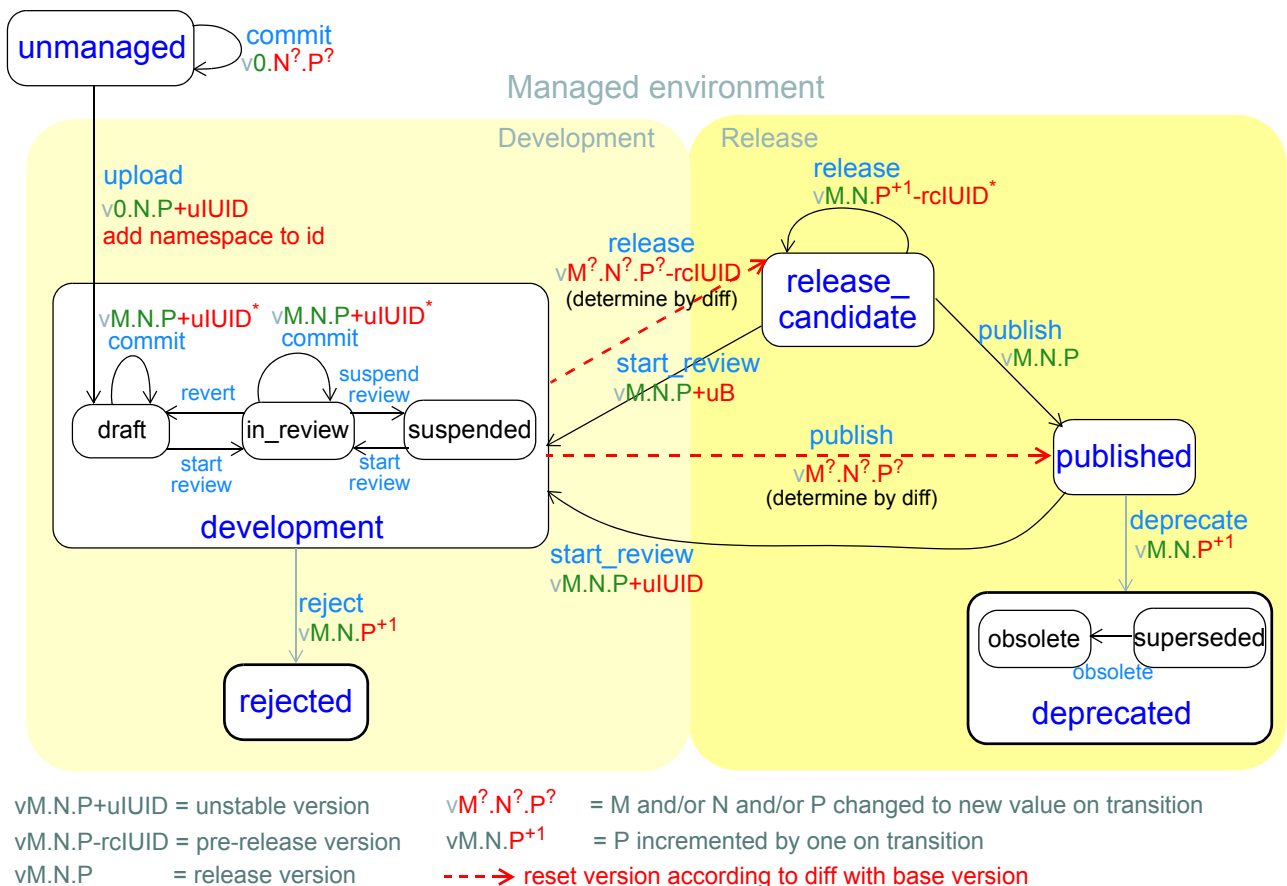 unmanaged
commit
v0.N?.P?
Managed environment
Development
Release
upload
v0.N.P+uIUID
add namespace to id
release
vM.N.P+1-rcIUID*
release
vM?.N?.P?-rcIUID
(determine by diff)
release_
candidate
vM.N.P+uIUID*
commit
vM.N.P+uIUID*
commit
publish
vM.N.P
start_review
vM.N.P+uB
suspend
review
revert
draft
in_review
suspended
start
review
start
review
publish
vM?.N?.P?
(determine by diff)
published
development
deprecate
vM.N.P+1
start_review
vM.N.P+uIUID
reject
vM.N.P+1
obsolete
superseded
obsolete
rejected
deprecated
vM.N.P+uIUID = unstable version
vM?.N?.P? = M and/or N and/or P changed to new value on transition
vM.N.P-rcIUID = pre-release version
vM.N.P+1 = P incremented by one on transition
vM.N.P = release version
reset version according to diff with base version